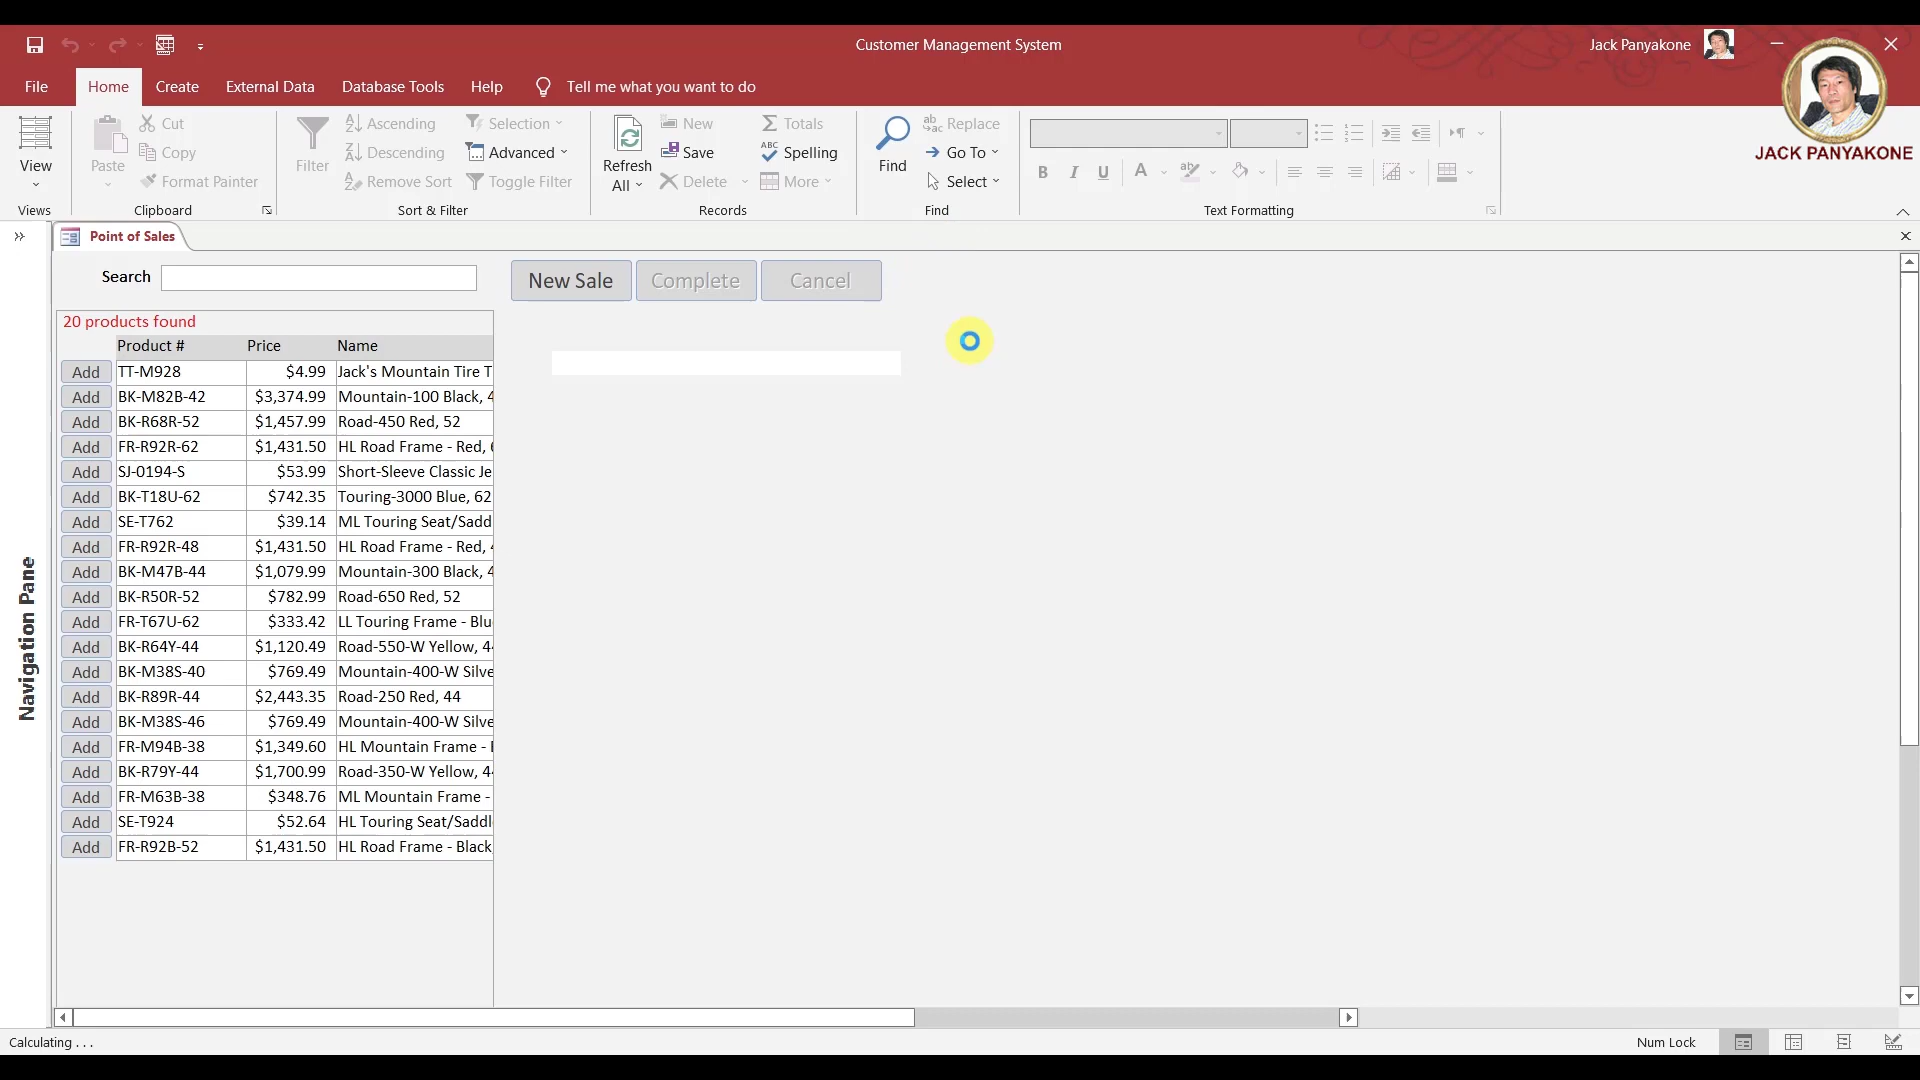 Customer Management System
Jack Panyakone
File
Home
Create
External Data
Database Tools
Help
Tell me what you want to do
JACK PANYAKONE
View
Views
Paste
Cut
Copy
Format Painter
Clipboard
Filter
Ascending
Descending
Remove Sort
Selection
Advanced
Toggle Filter
Sort & Filter
Refresh
All
New
Save
Delete
Totals
Spelling
More
Records
Find
Replace
Go To
Select
Find
B I U A
Text Formatting
Point of Sales
Navigation Pane
Search
New Sale
Complete
Cancel
20 products found
Product # Price Name
Add TT-M928 $4.99 Jack's Mountain Tire T
Add BK-M82B-42 $3,374.99 Mountain-100 Black, 4
Add BK-R68R-52 $1,457.99 Road-450 Red, 52
Add FR-R92R-62 $1,431.50 HL Road Frame - Red, 6
Add SJ-0194-S $53.99 Short-Sleeve Classic Je
Add BK-T18U-62 $742.35 Touring-3000 Blue, 62
Add SE-T762 $39.14 ML Touring Seat/Sadd
Add FR-R92R-48 $1,431.50 HL Road Frame - Red, 4
Add BK-M47B-44 $1,079.99 Mountain-300 Black, 4
Add BK-R50R-52 $782.99 Road-650 Red, 52
Add FR-T67U-62 $333.42 LL Touring Frame - Blu
Add BK-R64Y-44 $1,120.49 Road-550-W Yellow, 44
Add BK-M38S-40 $769.49 Mountain-400-W Silve
Add BK-R89R-44 $2,443.35 Road-250 Red, 44
Add BK-M38S-46 $769.49 Mountain-400-W Silve
Add FR-M94B-38 $1,349.60 HL Mountain Frame -
Add BK-R79Y-44 $1,700.99 Road-350-W Yellow, 44
Add FR-M63B-38 $348.76 ML Mountain Frame -
Add SE-T924 $52.64 HL Touring Seat/Saddl
Add FR-R92B-52 $1,431.50 HL Road Frame - Black,
Calculating . . .
Num Lock